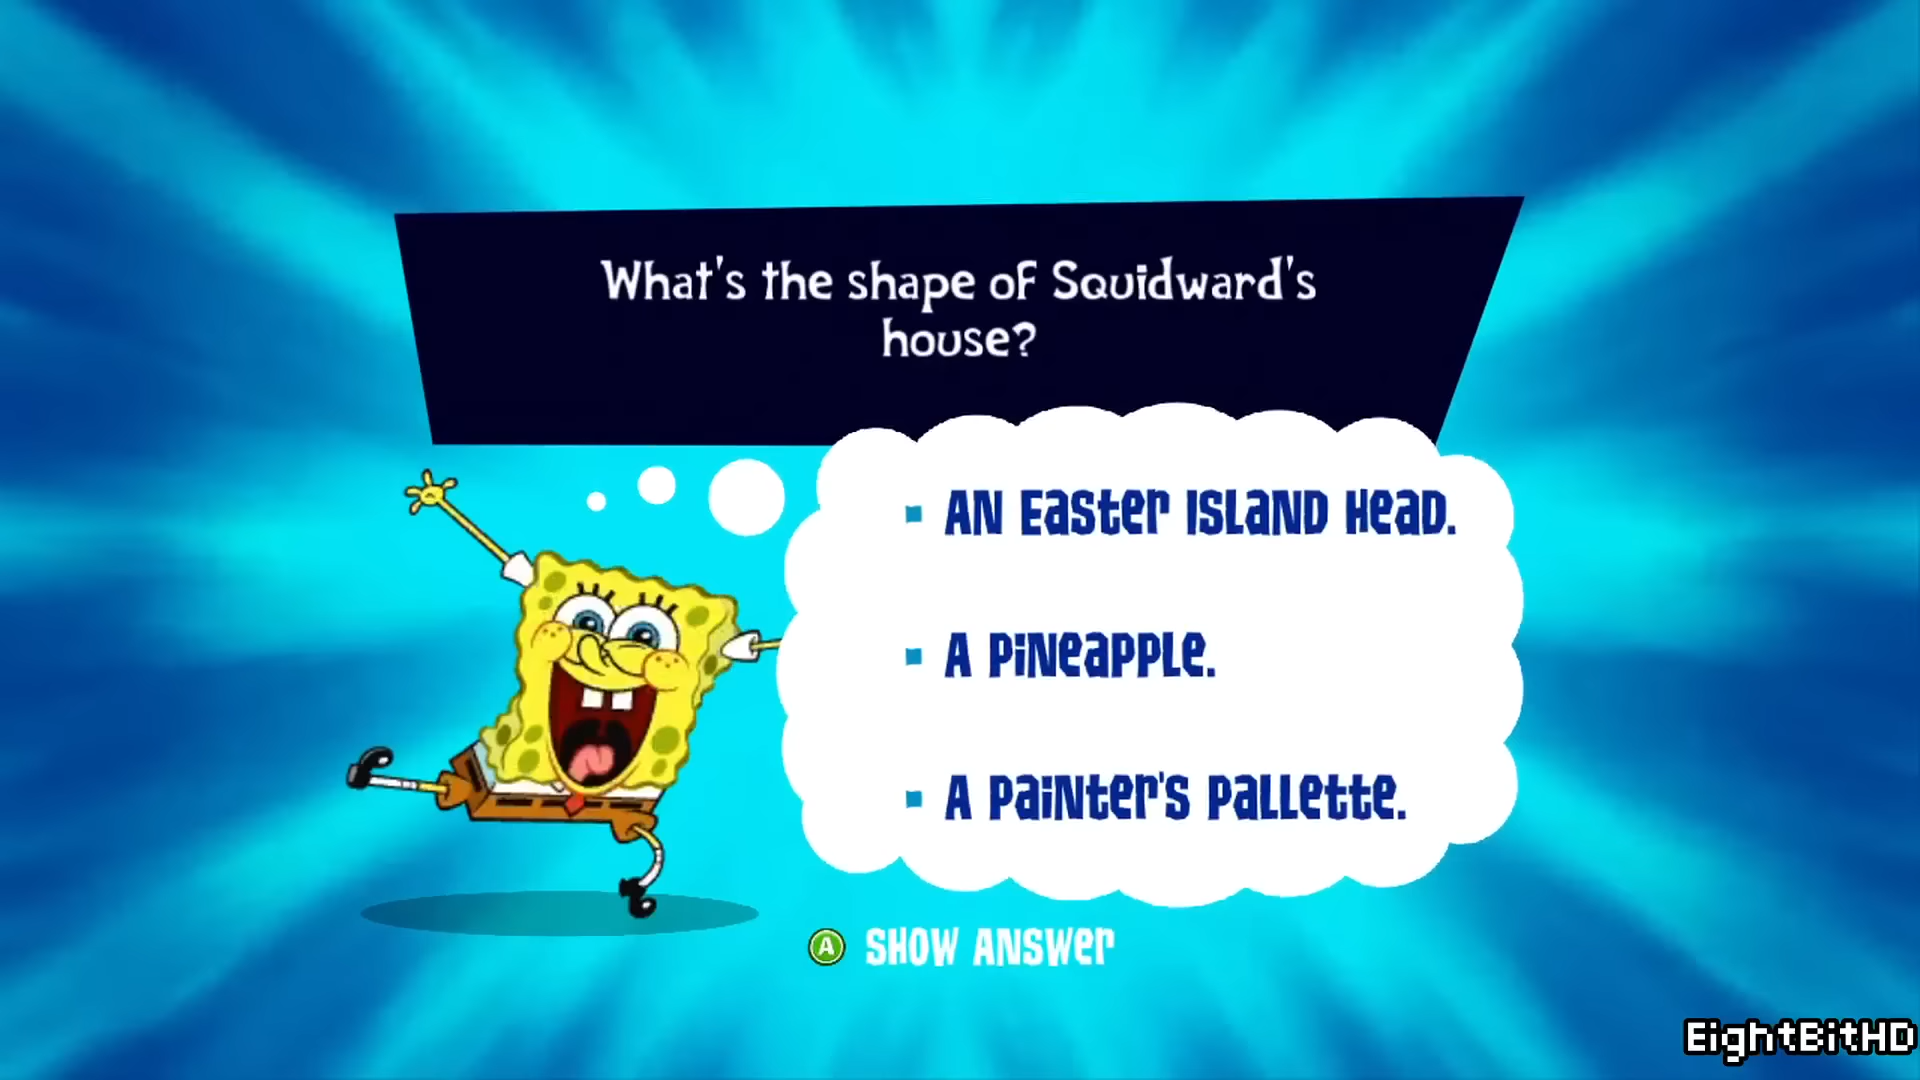 What's the shape of Squidward's
house?
▪ AN Easter ISLAND Head.
▪ A PiNeapple.
▪ A PaiNter's Pallette.
A SHOW ANSWer
EightBitHD